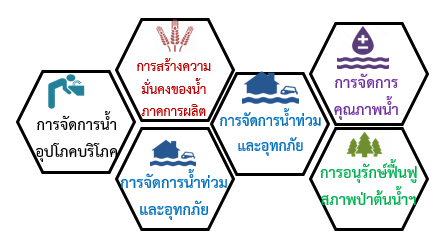 การจัดการน้ำ
อุปโภคบริโภค
การสร้างความ
มั่นคงของน้ำ
ภาคการผลิต
การจัดการน้ำท่วม
และอุทกภัย
การจัดการน้ำท่วม
และอุทกภัย
การจัดการ
คุณภาพน้ำ
การอนุรักษ์ฟื้นฟู
สภาพป่าต้นน้ำฯ